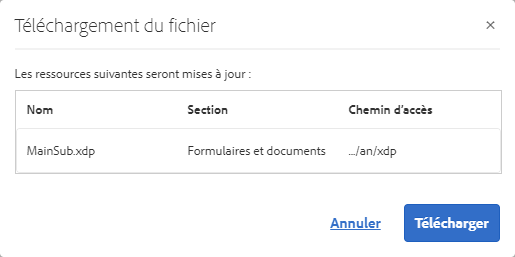 Téléchargement du fichier ×
Les ressources suivantes seront mises à jour :
Nom Section Chemin d’accès
MainSub.xdp Formulaires et documents .../an/xdp
Annuler Télécharger